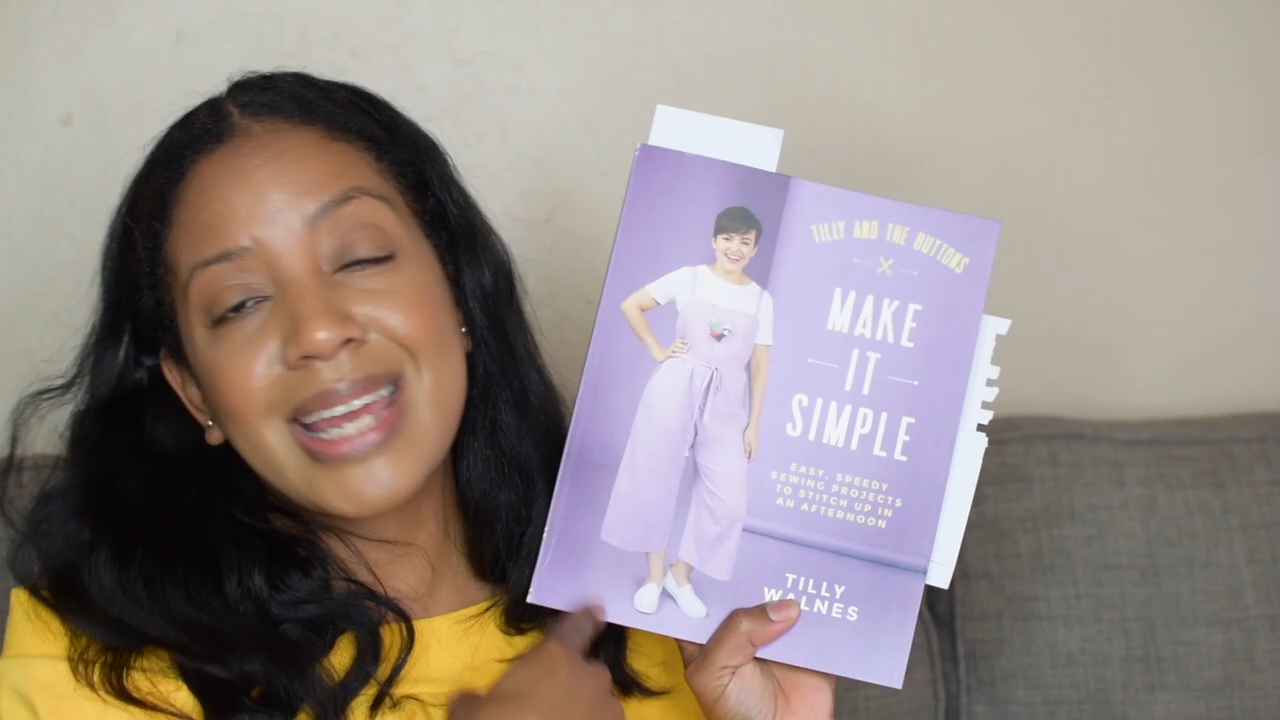 TILLY AND THE BUTTONS
MAKE
IT
SIMPLE
EASY, SPEEDY
SEWING PROJECTS
TO STITCH UP IN
AN AFTERNOON
TILLY
WALNES